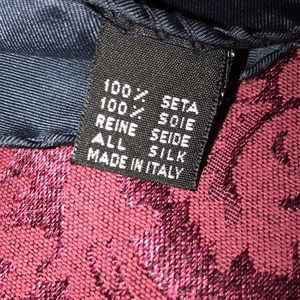 100% SETA
100% SOIE
REINE SEIDE
ALL SILK
MADE IN ITALY